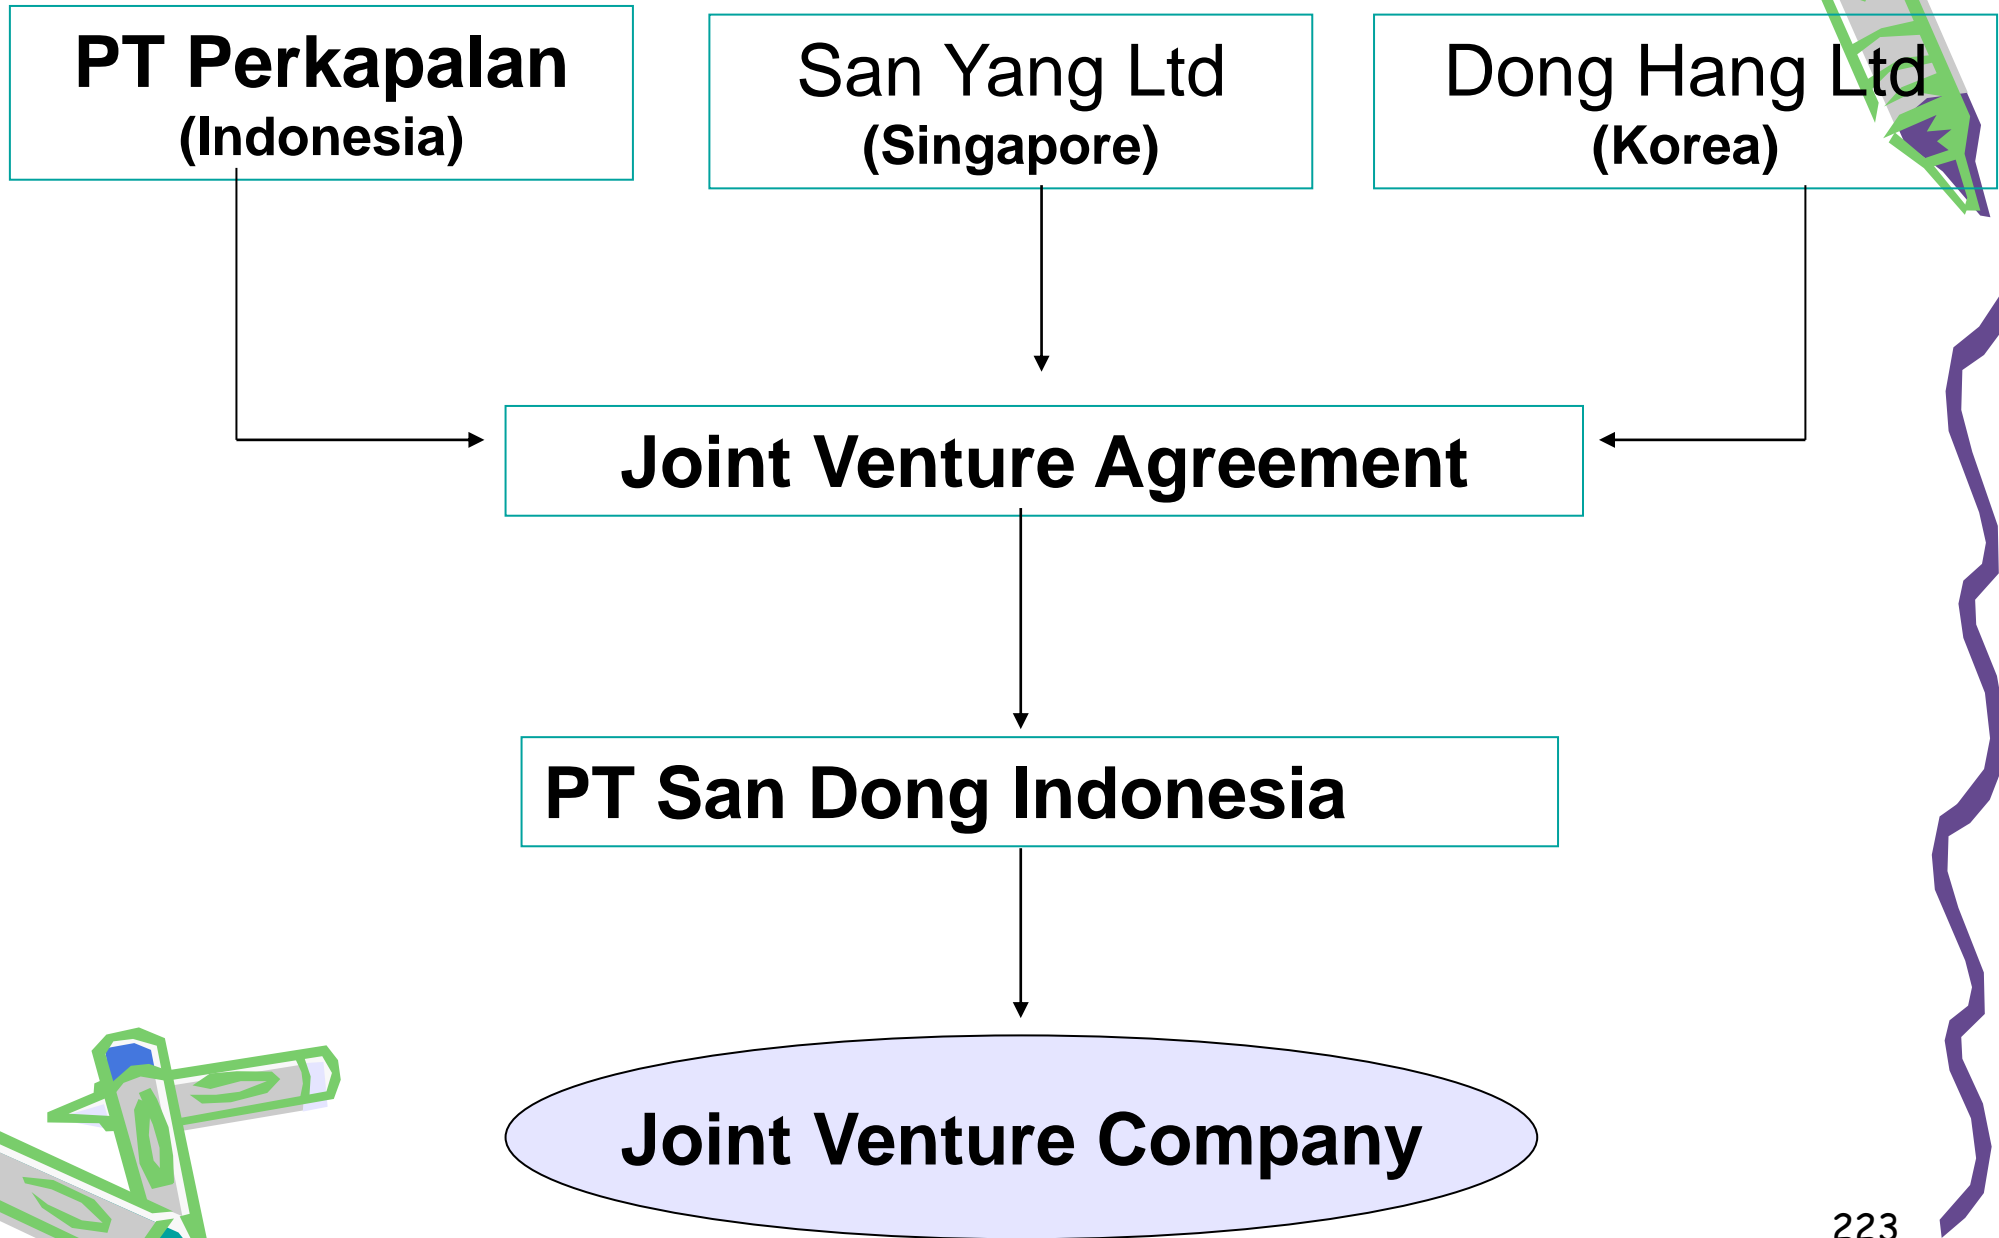 PT Perkapalan
(Indonesia)
San Yang Ltd
(Singapore)
Dong Hang Ltd
(Korea)
Joint Venture Agreement
PT San Dong Indonesia
Joint Venture Company
223